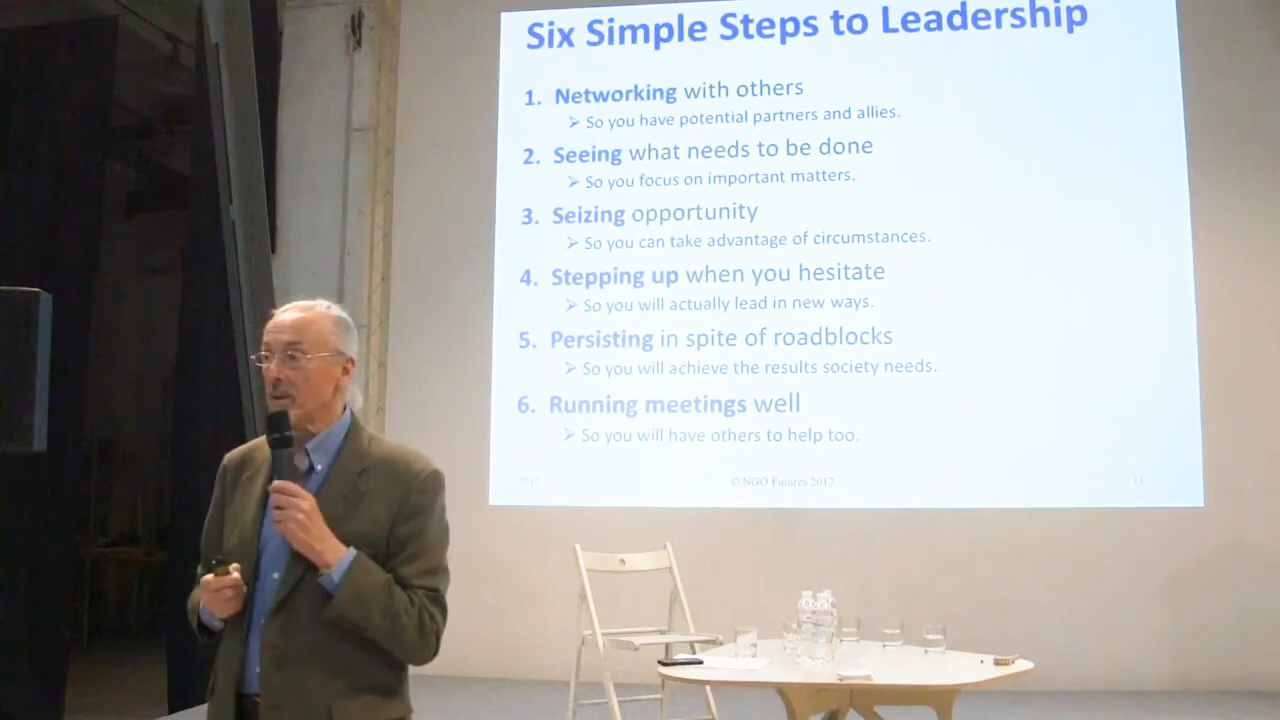 Six Simple Steps to Leadership
1. Networking with others
➢ So you have potential partners and allies.
2. Seeing what needs to be done
➢ So you focus on important matters.
3. Seizing opportunity
➢ So you can take advantage of circumstances.
4. Stepping up when you hesitate
➢ So you will actually lead in new ways.
5. Persisting in spite of roadblocks
➢ So you will achieve the results society needs.
6. Running meetings well
➢ So you will have others to help too.
2017 © NGO Futures 2017 11